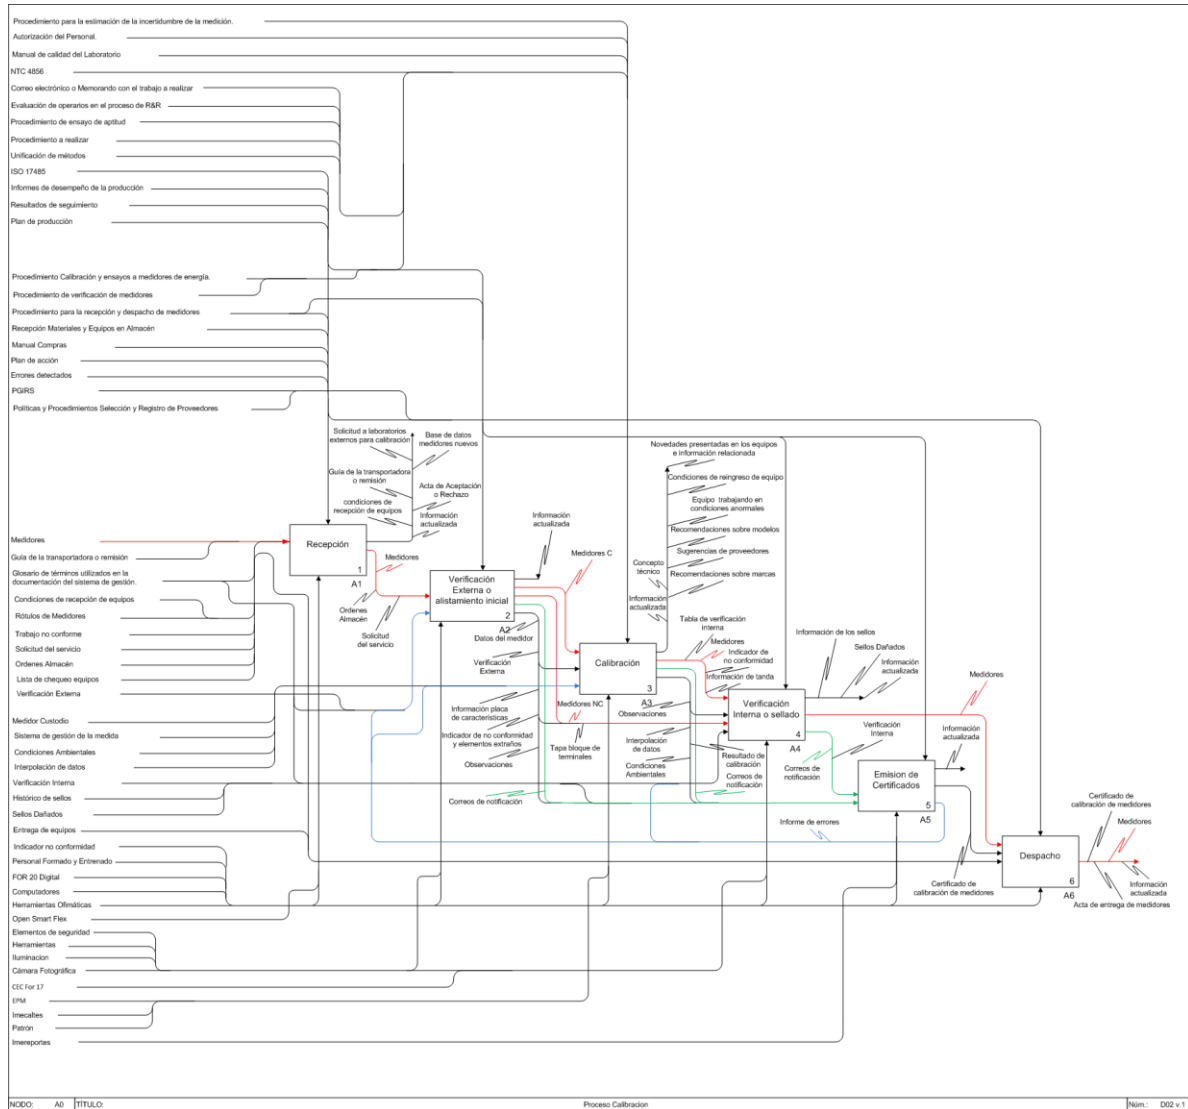 Procedimiento para la estimación de la incertidumbre de la medición.
Autorización del Personal.
Manual de calidad del Laboratorio
NTC 4856
Correo electrónico o Memorando con el trabajo a realizar
Evaluación de operarios en el proceso de R&R
Procedimiento de ensayo de aptitud
Procedimiento a realizar
Unificación de métodos
ISO 17485
Informes de desempeño de la producción
Resultados de seguimiento
Plan de producción
Procedimiento Calibración y ensayos a medidores de energía.
Procedimiento de verificación de medidores
Procedimiento para la recepción y despacho de medidores
Recepción Materiales y Equipos en Almacén
Manual Compras
Plan de acción
Errores detectados
PGIRS
Políticas y Procedimientos Selección y Registro de Proveedores
Medidores
Guía de la transportadora o remisión
Glosario de términos utilizados en la
documentación del sistema de gestión.
Condiciones de recepción de equipos
Rótulos de Medidores
Trabajo no conforme
Solicitud del servicio
Ordenes Almacén
Lista de chequeo equipos
Verificación Externa
Medidor Custodio
Sistema de gestión de la medida
Condiciones Ambientales
Interpolación de datos
Verificación Interna
Histórico de sellos
Sellos Dañados
Entrega de equipos
Indicador no conformidad
Personal Formado y Entrenado
FOR 20 Digital
Computadores
Herramientas Ofimáticas
Open Smart Flex
Elementos de seguridad
Herramientas
Iluminacion
Cámara Fotográfica
CEC For 17
EPM
Imecaltes
Patrón
Imereportes
Solicitud a laboratorios
externos para calibración
Base de datos
medidores nuevos
Guía de la transportadora
o remisión
Acta de Aceptación
o Rechazo
condiciones de
recepción de equipos
Información
actualizada
Recepción
1
A1
Medidores
Ordenes
Almacén
Solicitud
del servicio
Información
actualizada
Verificación
Externa o
alistamiento inicial
2
A2
Medidores C
Datos del medidor
Verificación
Externa
Información placa
de características
Indicador de no conformidad
y elementos extraños
Observaciones
Medidores NC
Tapa bloque de
terminales
Correos de notificación
Novedades presentadas en los equipos
e información relacionada
Condiciones de reingreso de equipo
Equipo trabajando en
condiciones anormales
Recomendaciones sobre modelos
Sugerencias de proveedores
Concepto
técnico
Recomendaciones sobre marcas
Información
actualizada
Calibración
3
A3
Tabla de verificación
interna
Medidores
Indicador de
no conformidad
Información de tanda
Observaciones
Interpolación
de datos
Condiciones
Ambientales
Resultado de
calibración
Correos de
notificación
Verificación
Interna o sellado
4
A4
Información de los sellos
Sellos Dañados
Información
actualizada
Medidores
Verificación
Interna
Correos de
notificación
Información
actualizada
Emision de
Certificados
5
A5
Informe de errores
Certificado de
calibración de medidores
Despacho
6
A6
Certificado de
calibración de medidores
Medidores
Información
actualizada
Acta de entrega de medidores
NODO: A0 TÍTULO: Proceso Calibracion Núm.: D02 v.1